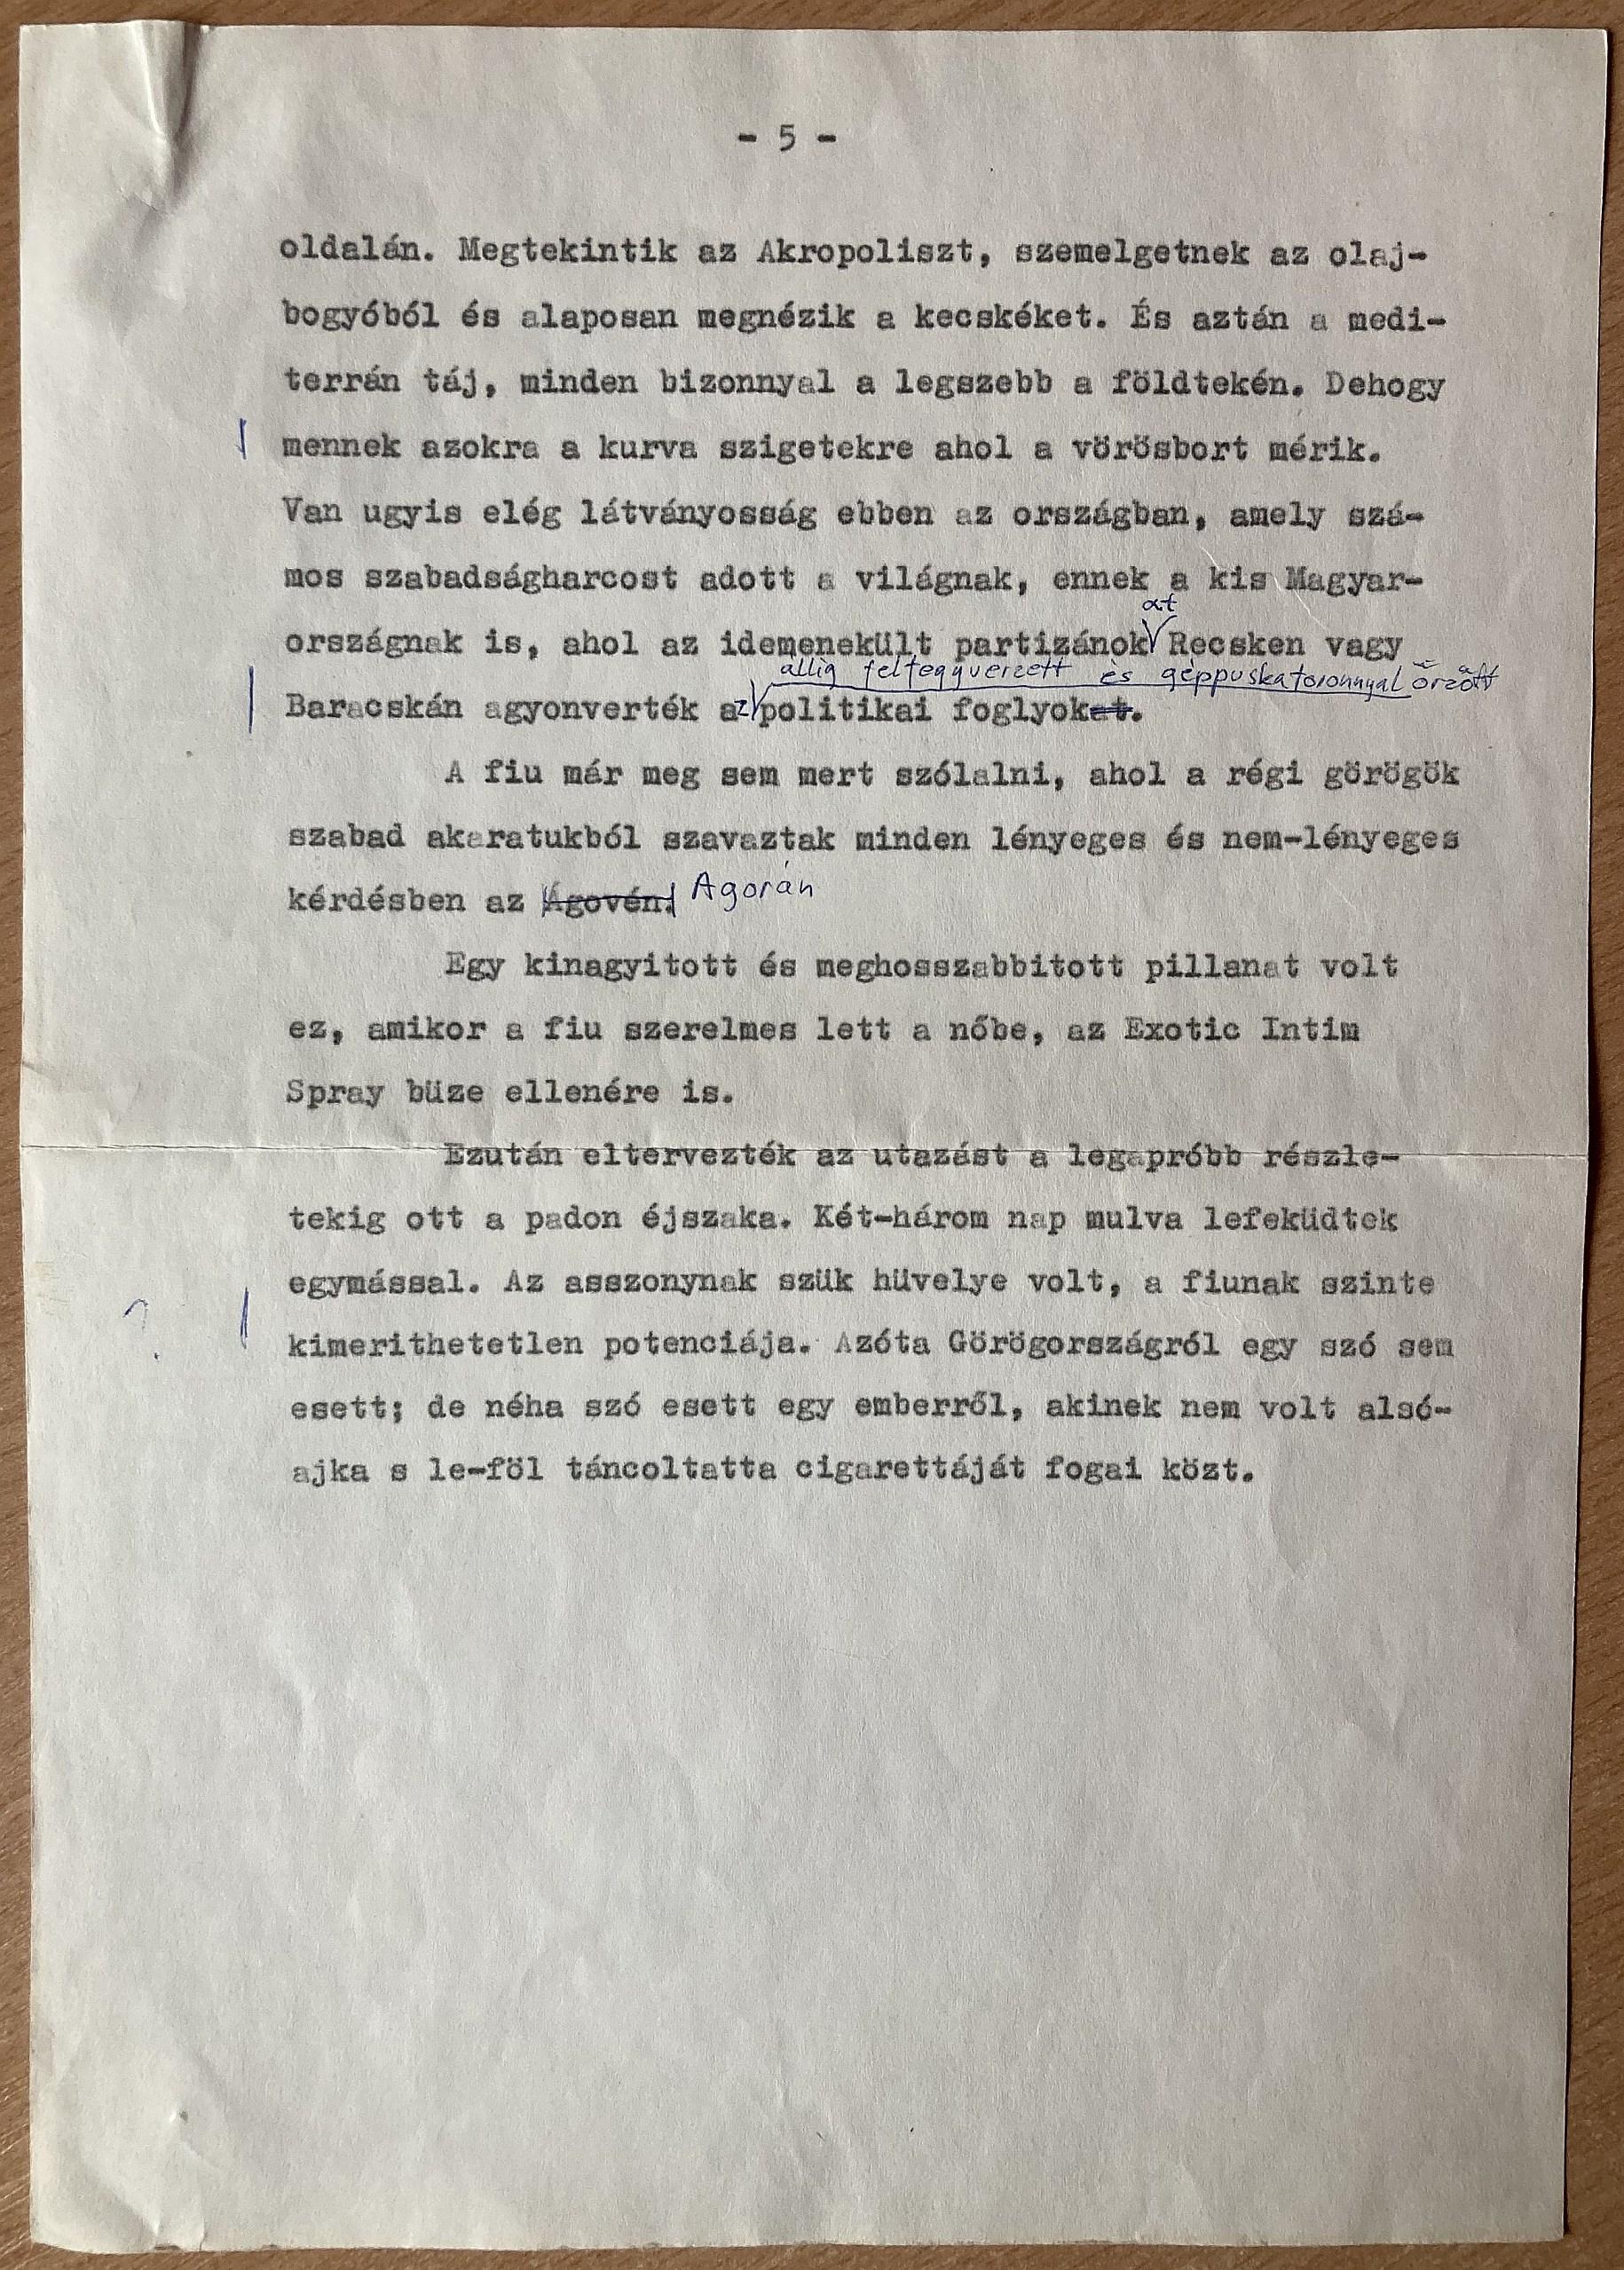 - 5 -
oldalán. Megtekintik az Akropoliszt, szemelgetnek az olaj-
bogyóból és alaposan megnézik a kecskéket. És aztán a medi-
terrán táj, minden bizonnyal a legszebb a földtekén. Dehogy
mennek azokra a kurva szigetekre ahol a vörösbort mérik.
Van ugyis elég látványosság ebben az országban, amely szá-
mos szabadságharcost adott a világnak, ennek a kis Magyar-
at
országnak is, ahol az idemenekült partizánok Recsken vagy
állig felfegyverzett és géppuskatoronnyal őrzött
Baracskán agyonverték az politikai foglyokat.
A fiu már meg sem mert szólalni, ahol a régi görögök
szabad akaratukból szavaztak minden lényeges és nem-lényeges
kérdésben az Ágovén. Agorán
Egy kinagyitott és meghosszabbitott pillanat volt
ez, amikor a fiu szerelmes lett a nőbe, az Exotic Intim
Spray büze ellenére is.
Ezután eltervezték az utazást a legapróbb részle-
tekig ott a padon éjszaka. Két-három nap mulva lefeküdtek
egymással. Az asszonynak szük hüvelye volt, a fiunak szinte
?
kimerithetetlen potenciája. Azóta Görögországról egy szó sem
esett; de néha szó esett egy emberről, akinek nem volt alsó-
ajka s le-föl táncoltatta cigarettáját fogai közt.